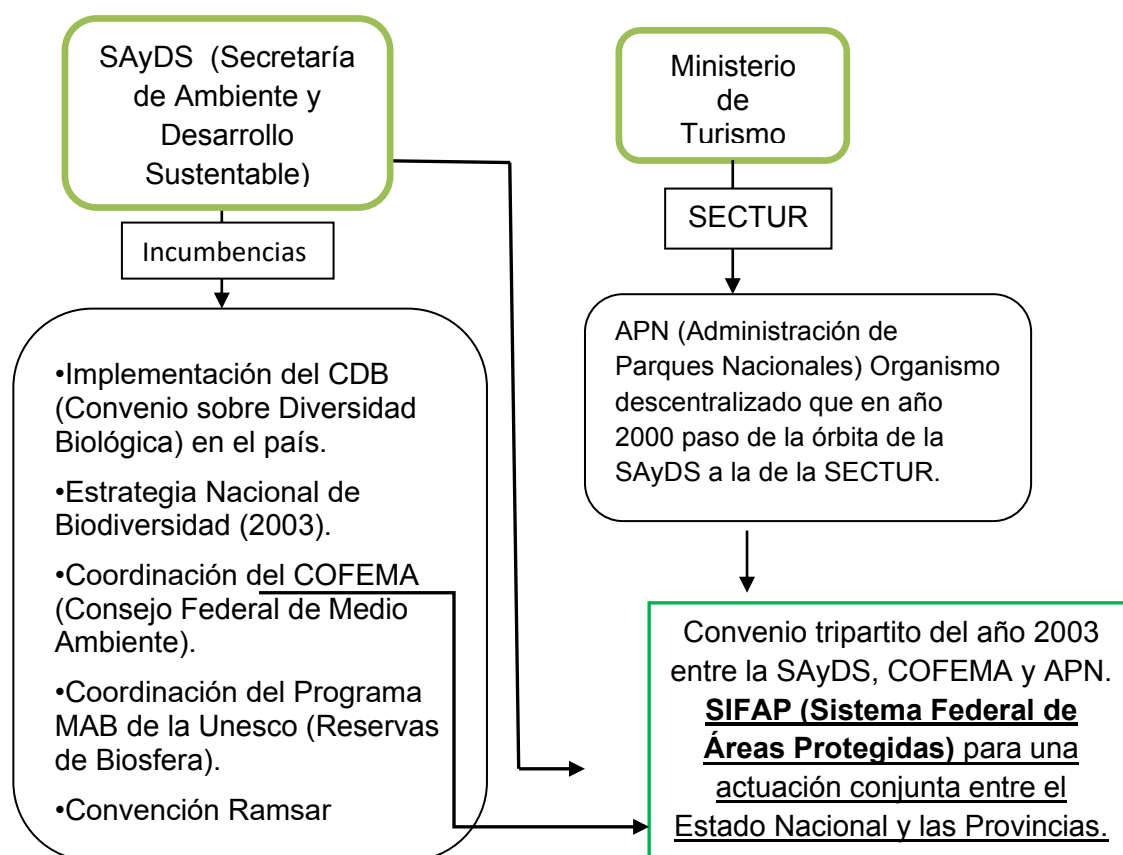 SAyDS (Secretaría
de Ambiente y
Desarrollo
Sustentable)
Incumbencias
•Implementación del CDB
(Convenio sobre Diversidad
Biológica) en el país.
•Estrategia Nacional de
Biodiversidad (2003).
•Coordinación del COFEMA
(Consejo Federal de Medio
Ambiente).
•Coordinación del Programa
MAB de la Unesco (Reservas
de Biosfera).
•Convención Ramsar
Ministerio
de
Turismo
SECTUR
APN (Administración de
Parques Nacionales) Organismo
descentralizado que en año
2000 paso de la órbita de la
SAyDS a la de la SECTUR.
Convenio tripartito del año 2003
entre la SAyDS, COFEMA y APN.
SIFAP (Sistema Federal de
Áreas Protegidas) para una
actuación conjunta entre el
Estado Nacional y las Provincias.